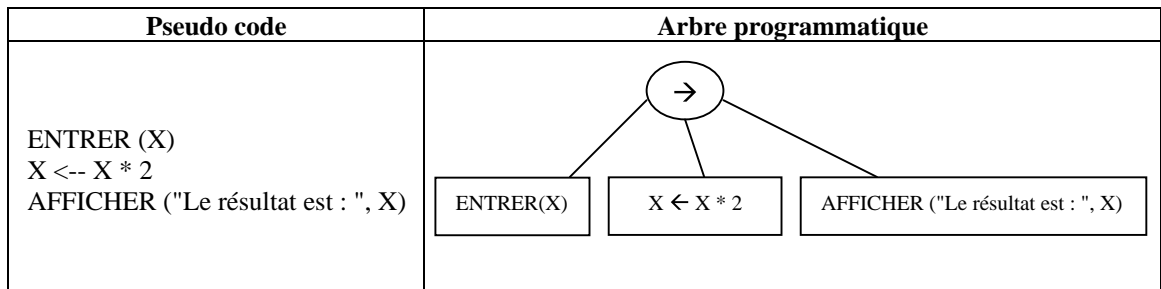 Pseudo code
Arbre programmatique
ENTRER (X)
X <-- X * 2
AFFICHER ("Le résultat est : ", X)
→
ENTRER(X)
X ← X * 2
AFFICHER ("Le résultat est : ", X)